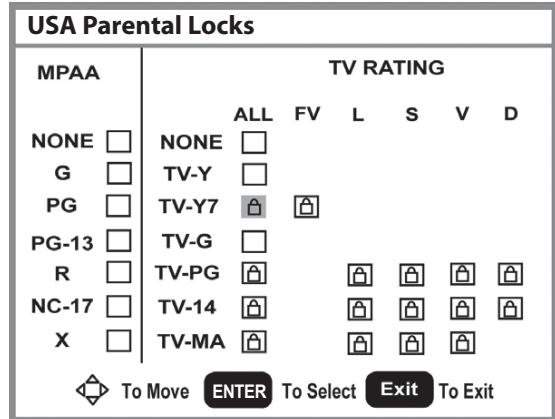 USA Parental Locks
MPAA
TV RATING
ALL FV L S V D
NONE NONE
G TV-Y
PG TV-Y7
PG-13 TV-G
R TV-PG
NC-17 TV-14
X TV-MA
To Move ENTER To Select Exit To Exit